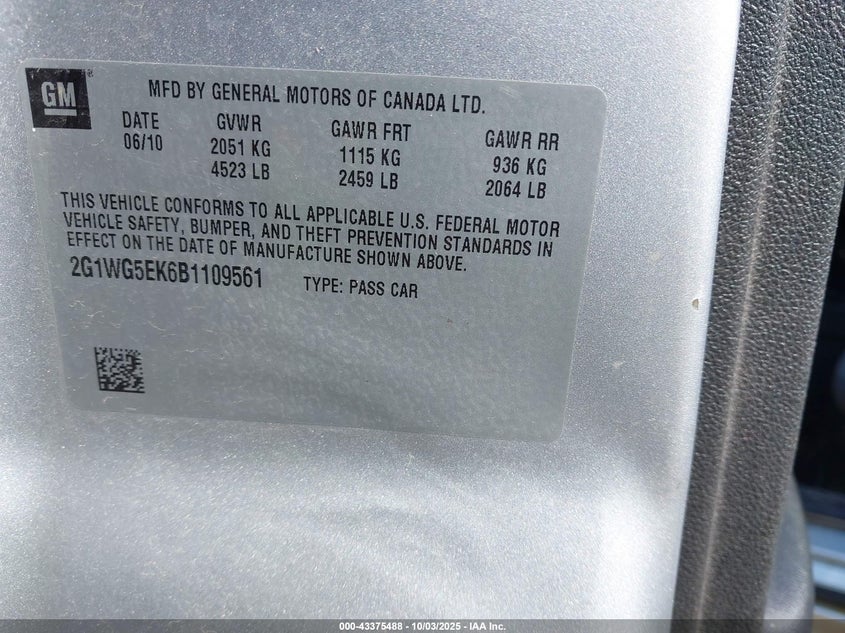 GM
MFD BY GENERAL MOTORS OF CANADA LTD.
DATE GVWR GAWR FRT GAWR RR
06/10 2051 KG 1115 KG 936 KG
4523 LB 2459 LB 2064 LB
THIS VEHICLE CONFORMS TO ALL APPLICABLE U.S. FEDERAL MOTOR
VEHICLE SAFETY, BUMPER, AND THEFT PREVENTION STANDARDS IN
EFFECT ON THE DATE OF MANUFACTURE SHOWN ABOVE.
2G1WG5EK6B1109561 TYPE: PASS CAR
000-43375488 - 10/03/2025 - IAA Inc.